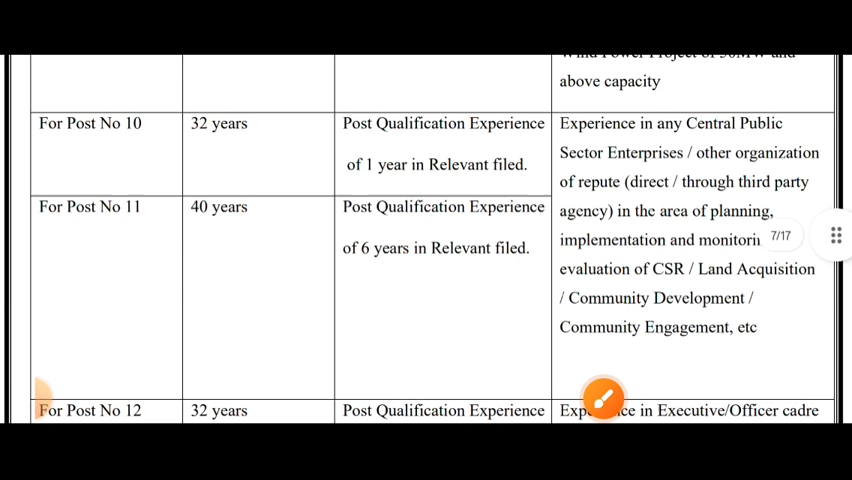 above capacity
For Post No 10
32 years
Post Qualification Experience
of 1 year in Relevant filed.
Experience in any Central Public
Sector Enterprises / other organization
of repute (direct / through third party
agency) in the area of planning,
implementation and
evaluation of CSR / Land Acquisition
/ Community Development /
Community Engagement, etc
For Post No 11
40 years
Post Qualification Experience
of 6 years in Relevant filed.
7/17
For Post No 12
32 years
Post Qualification Experience
in Executive/Officer cadre